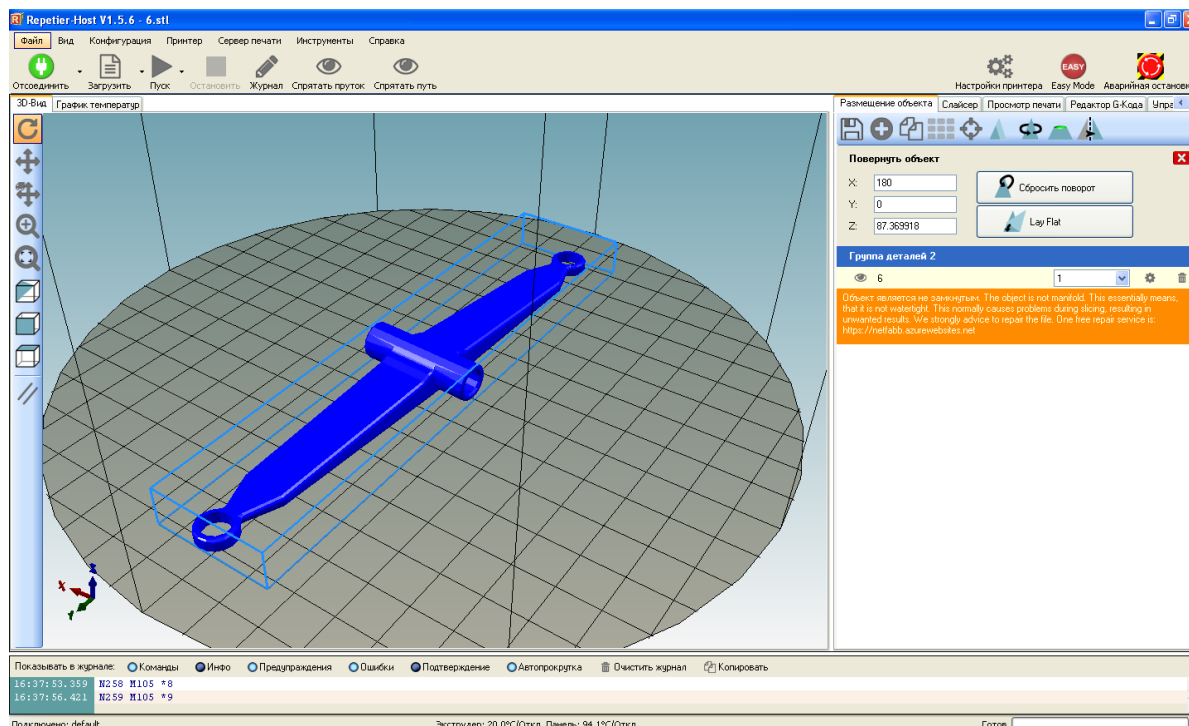 Repetier-Host V1.5.6 - 6.stl
Файл Вид Конфигурация Принтер Сервер печати Инструменты Справка
Отсоединить Загрузить Пуск Остановить Журнал Спрятать пруток Спрятать путь Настройки принтера EASY Easy Mode Аварийная останов
3D-Вид График температур
Размещение объекта Слайсер Просмотр печати Редактор G-Кода Упра
Повернуть объект
X: 180 Сбросить поворот
Y: 0
Z: 87.369918 Lay Flat
Группа деталей 2
6 1
Объект является не замкнутым. The object is not manifold. This essentially means,
that it is not watertight. This normally causes problems during slicing, resulting in
unwanted results. We strongly advice to repair the file. One free repair service is:
https://netfabb.azurewebsites.net
X Z Y
Показывать в журнале: Команды Инфо Предупраждения Ошибки Подтверждение Автопрокрутка Очистить журнал Копировать
16:37:53.359 N258 M105 *8
16:37:56.421 N259 M105 *9
Подключено: default Экструдер: 20.0°C/Откл. Панель: 94.1°C/Откл. Готов